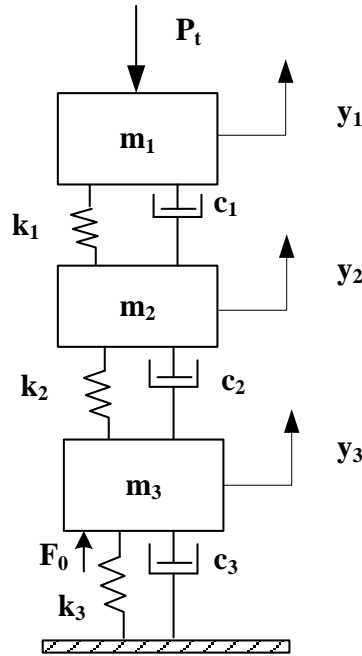 Pₜ
y₁
m₁
c₁
k₁
y₂
m₂
c₂
k₂
y₃
m₃
F₀
c₃
k₃